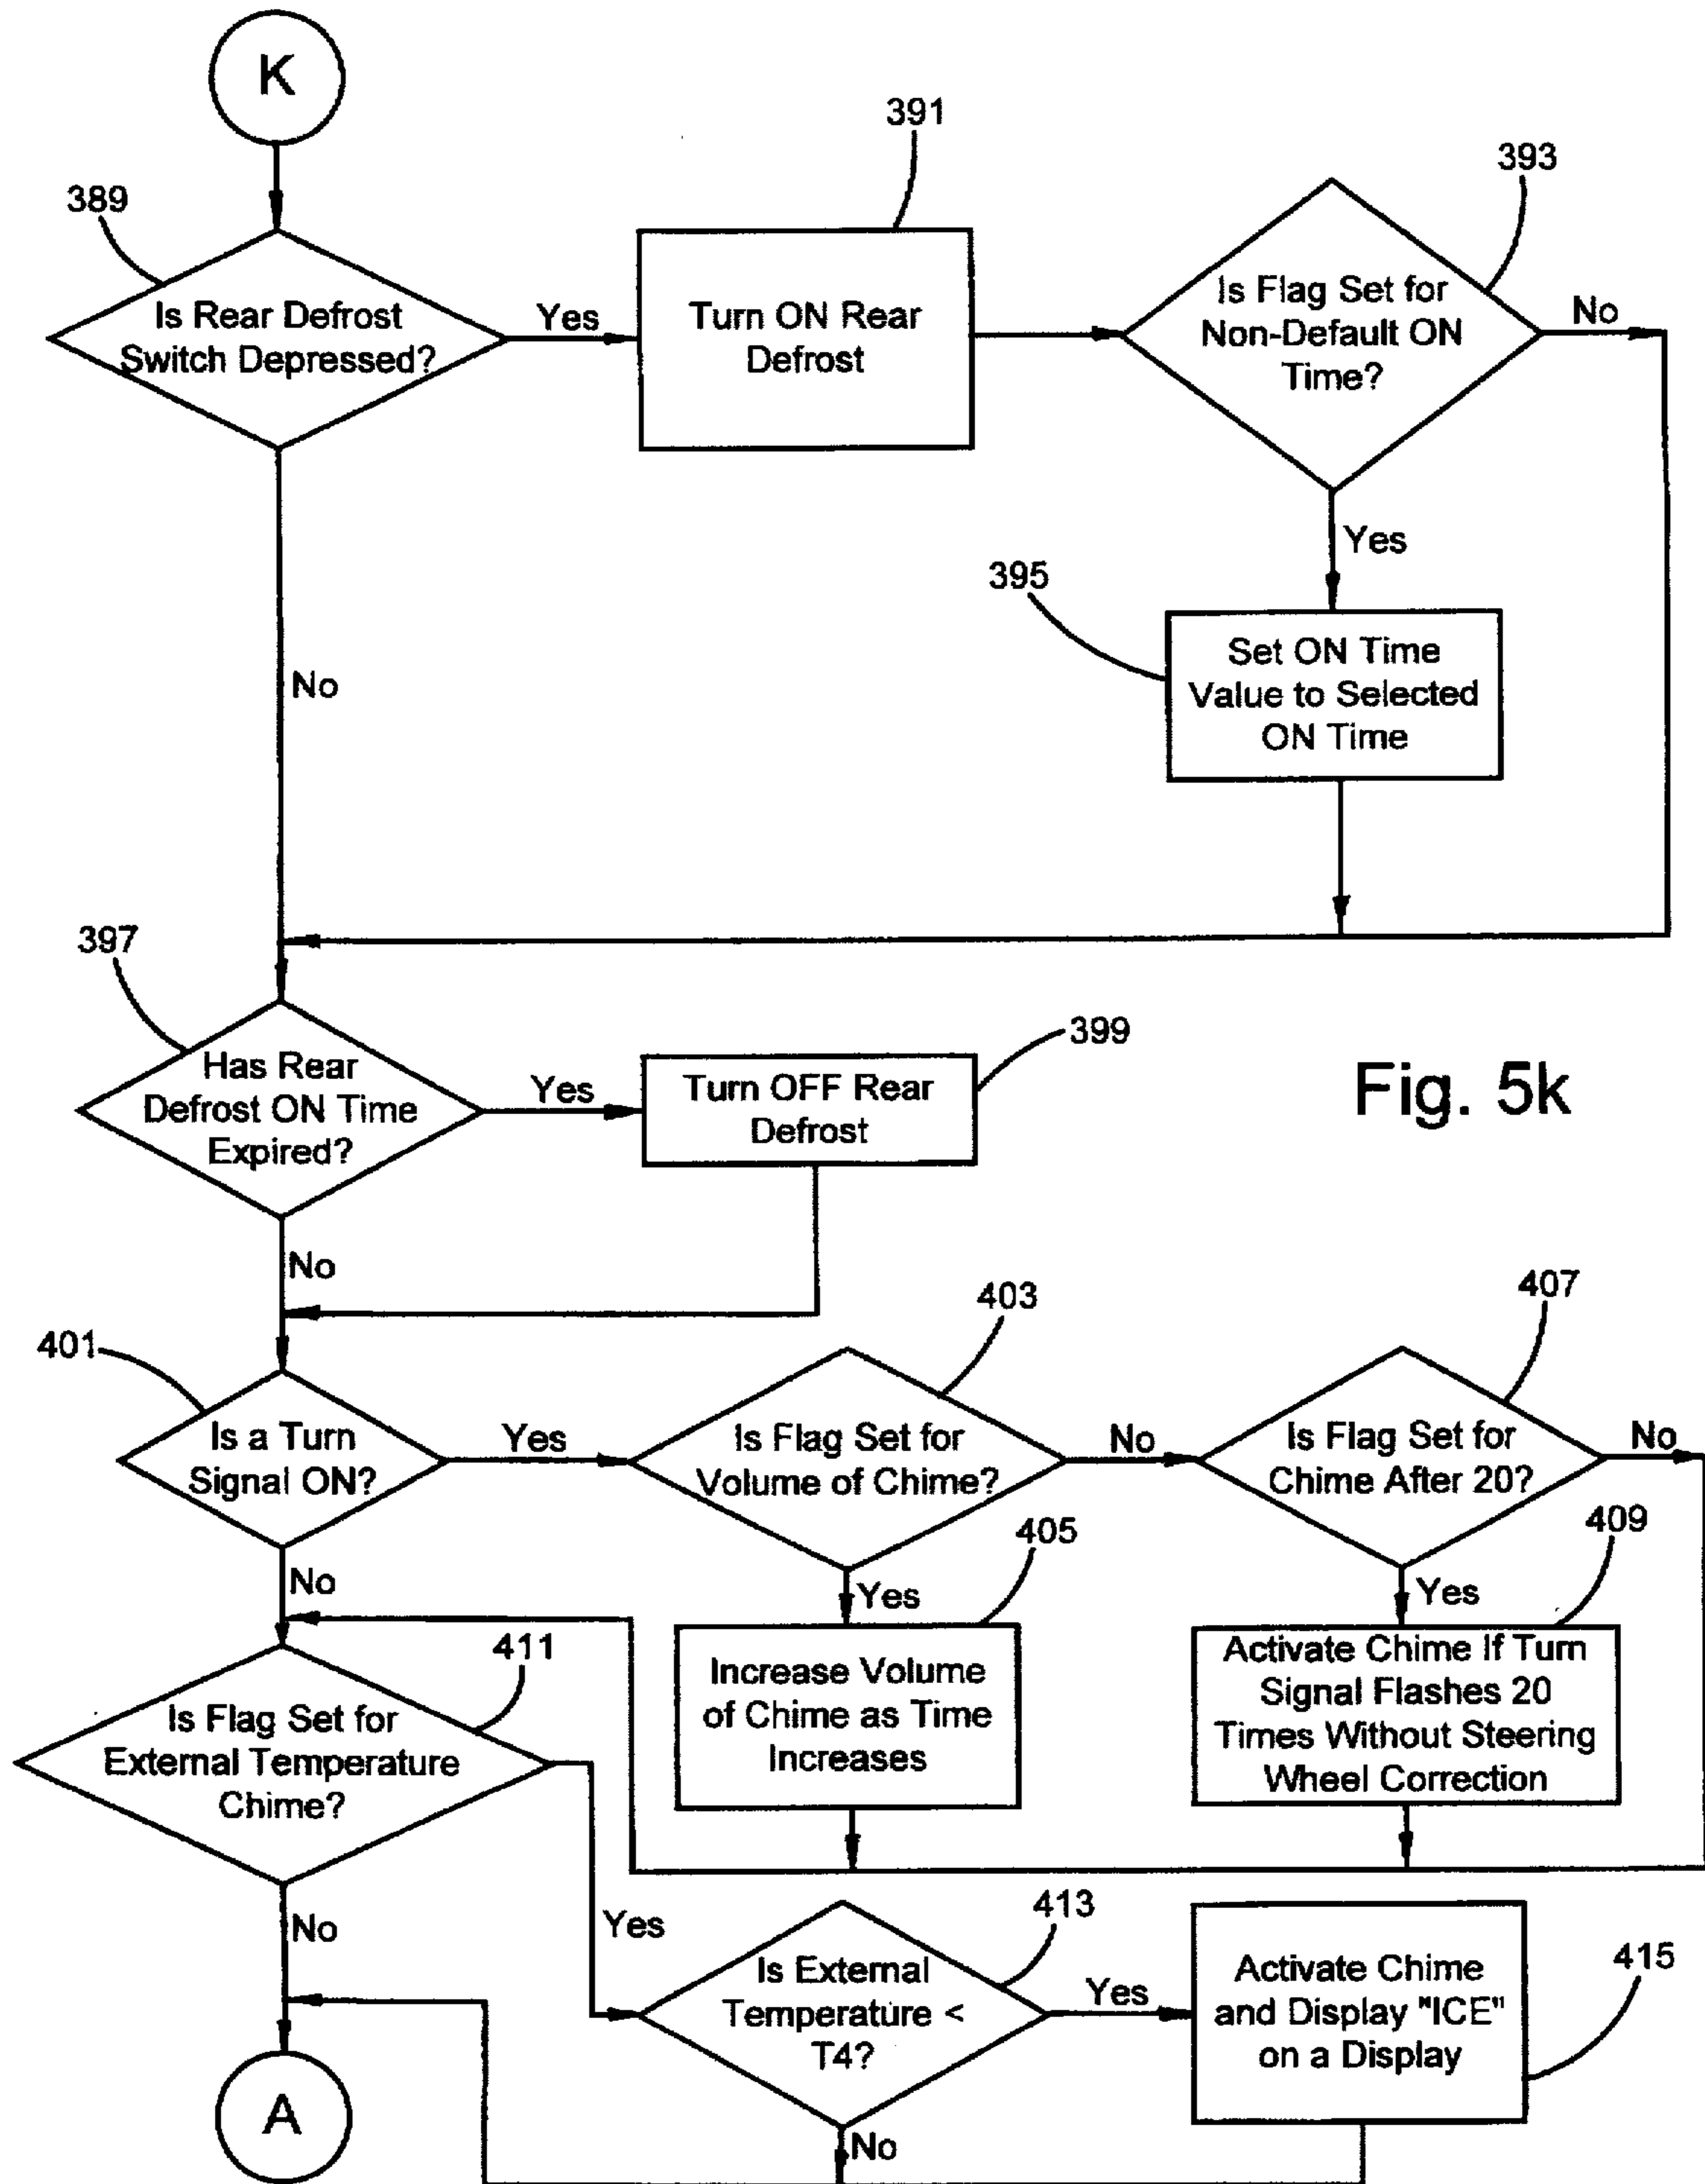 K
391
393
389
Is Rear Defrost
Switch Depressed?
Yes
Turn ON Rear
Defrost
Is Flag Set for
Non-Default ON
Time?
No
Yes
395
Set ON Time
Value to Selected
ON Time
No
397
Has Rear
Defrost ON Time
Expired?
Yes
399
Turn OFF Rear
Defrost
Fig. 5k
No
401
403
407
Is a Turn
Signal ON?
Yes
Is Flag Set for
Volume of Chime?
No
Is Flag Set for
Chime After 20?
No
No
Yes
405
Yes
409
Increase Volume
of Chime as Time
Increases
Activate Chime If Turn
Signal Flashes 20
Times Without Steering
Wheel Correction
411
Is Flag Set for
External Temperature
Chime?
No
Yes
413
Is External
Temperature <
T4?
Yes
415
Activate Chime
and Display "ICE"
on a Display
No
A